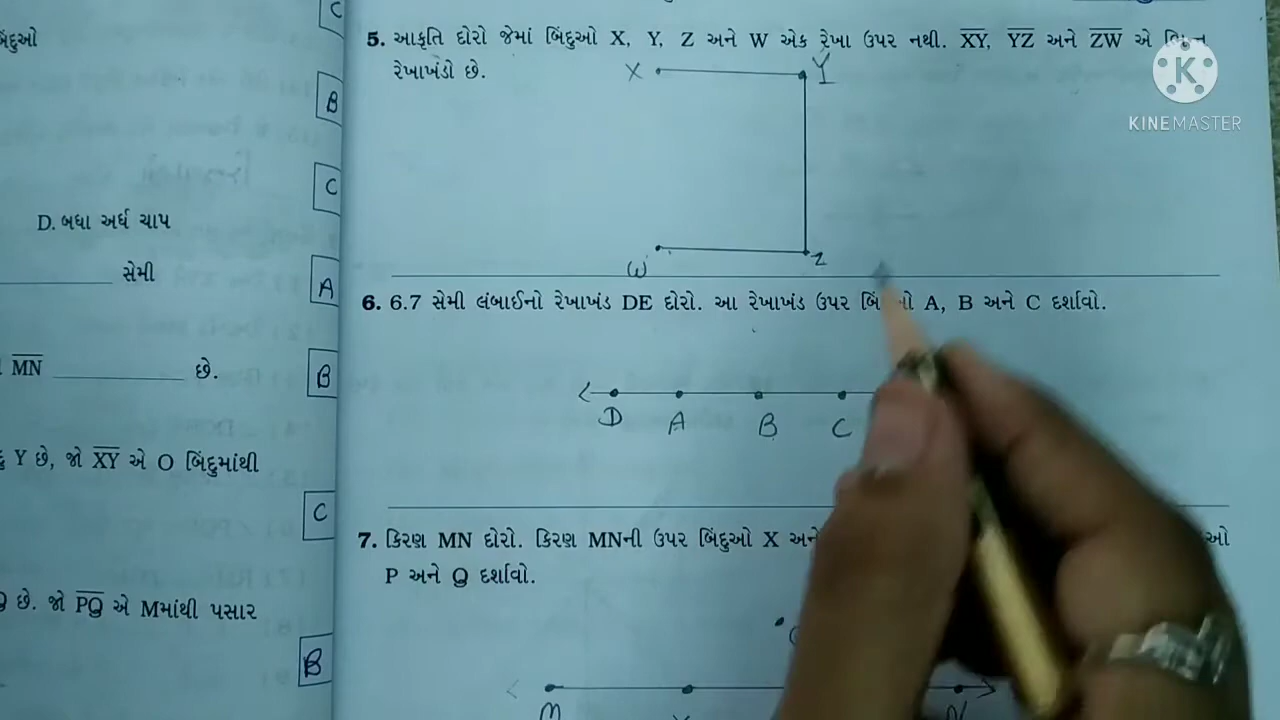 બિંદુઓ
C
B
C
D. બધા અર્ધ ચાપ
સેમી
A
MN છે.
B
Y છે, જો XY એ O બિંદુમાંથી
C
છે. જો PQ એ Mમાંથી પસાર
B
5. આકૃતિ દોરો જેમાં બિંદુઓ X, Y, Z અને W એક રેખા ઉપર નથી. XY, YZ અને ZW એ
રેખાખંડો છે.
X Y
W Z
KINEMASTER
6. 6.7 સેમી લંબાઈનો રેખાખંડ DE દોરો. આ રેખાખંડ ઉપર A, B અને C દર્શાવો.
D A B C
7. કિરણ MN દોરો. કિરણ MNની ઉપર બિંદુઓ X અને
P અને Q દર્શાવો.
M N